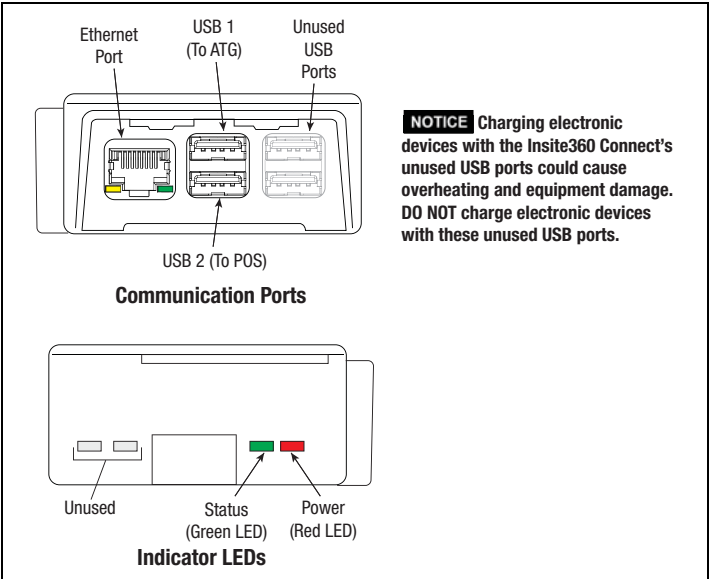 Ethernet
Port
USB 1
(To ATG)
Unused
USB
Ports
USB 2 (To POS)
Communication Ports
NOTICE Charging electronic
devices with the Insite360 Connect's
unused USB ports could cause
overheating and equipment damage.
DO NOT charge electronic devices
with these unused USB ports.
Unused
Status
(Green LED)
Power
(Red LED)
Indicator LEDs